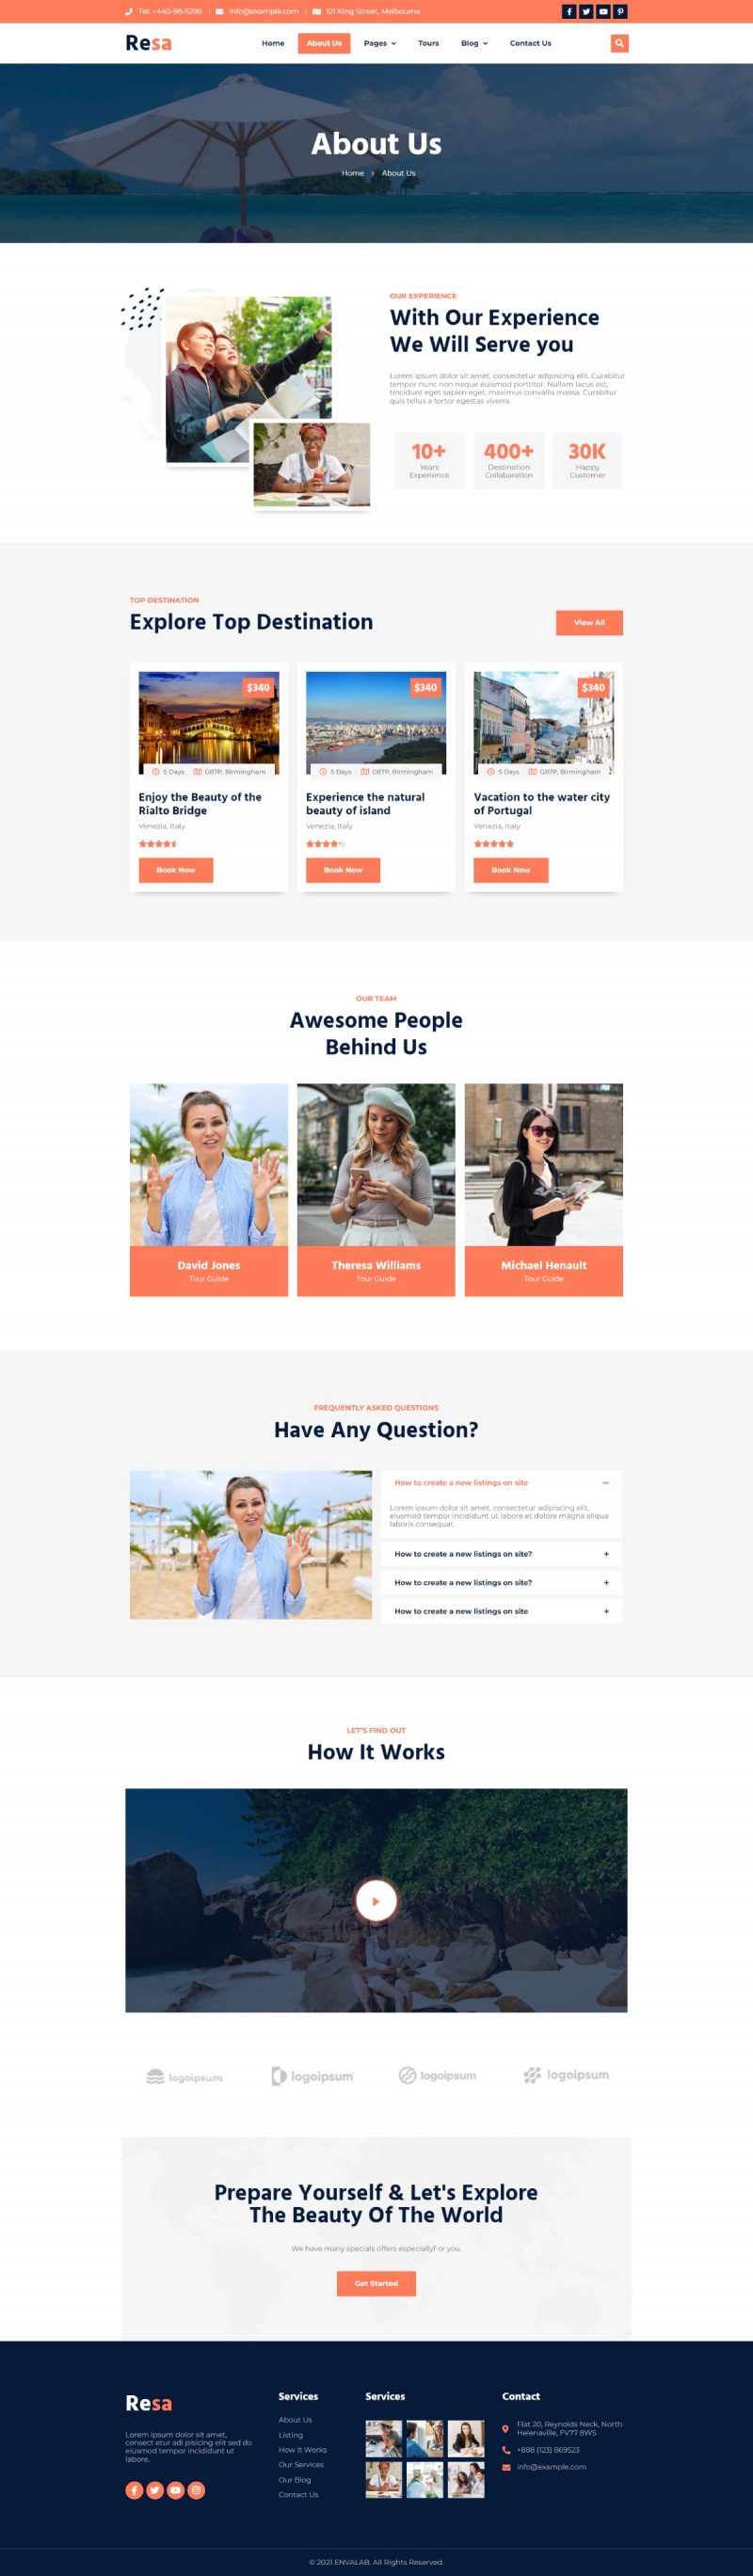 Tel: +440-98-5298 | info@example.com | 121 King Street, Melbourne
Resa
Home About Us Pages Tours Blog Contact Us
About Us
Home > About Us
OUR EXPERIENCE
With Our Experience
We Will Serve you
Lorem ipsum dolor sit amet, consectetur adipiscing elit. Curabitur
tempor nunc non neque euismod porttitor. Nullam lacus est,
tincidunt eget sapien eget, maximus convallis massa. Curabitur
quis tellus a tortor egestas viverra.
10+ 400+ 30K
Years Destination Happy
Experience Collabaration Customer
TOP DESTINATION
Explore Top Destination
View All
$340 $340 $340
5 Days G87P, Birmingham 5 Days G87P, Birmingham 5 Days G87P, Birmingham
Enjoy the Beauty of the Experience the natural Vacation to the water city
Rialto Bridge beauty of island of Portugal
Venezia, Italy Venezia, Italy Venezia, Italy
Book Now Book Now Book Now
OUR TEAM
Awesome People
Behind Us
David Jones Theresa Williams Michael Henault
Tour Guide Tour Guide Tour Guide
FREQUENTLY ASKED QUESTIONS
Have Any Question?
How to create a new listings on site −
Lorem ipsum dolor sit amet, consectetur adipiscing elit,
eiusmod tempor incididunt ut labore et dolore magna aliqua
laboris consequat.
How to create a new listings on site? +
How to create a new listings on site? +
How to create a new listings on site +
LET'S FIND OUT
How It Works
logoipsum logoipsum logoipsum logoipsum
Prepare Yourself & Let's Explore
The Beauty Of The World
We have many specials offers especiallyf or you.
Get Started
Resa
Lorem ipsum dolor sit amet,
consect etur adi pisicing elit sed do
eiusmod tempor incididunt ut
labore.
Services
About Us
Listing
How It Works
Our Services
Our Blog
Contact Us
Services
Contact
Flat 20, Reynolds Neck, North
Helenaville, FV77 8WS
+888 (123) 869523
info@example.com
© 2021 ENVALAB. All Rights Reserved.